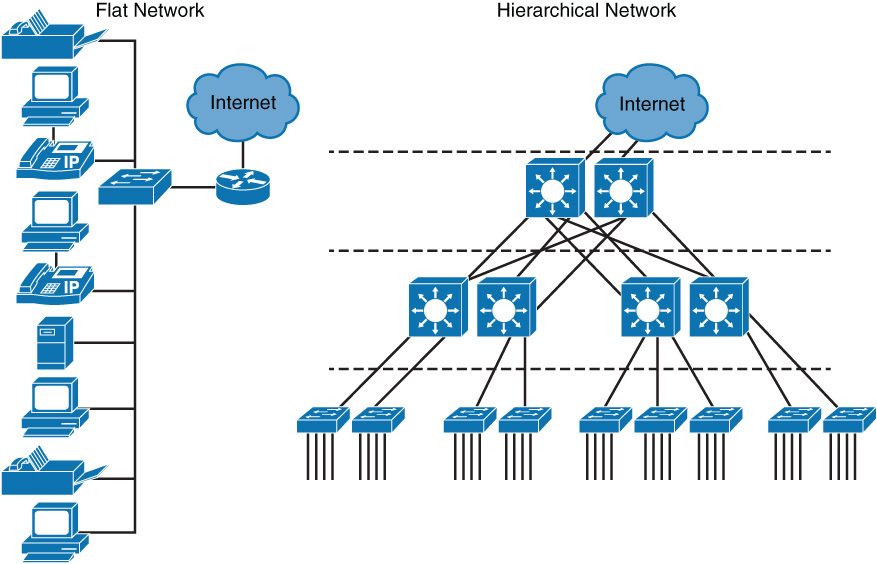 Flat Network
Hierarchical Network
Internet
Internet
IP
IP